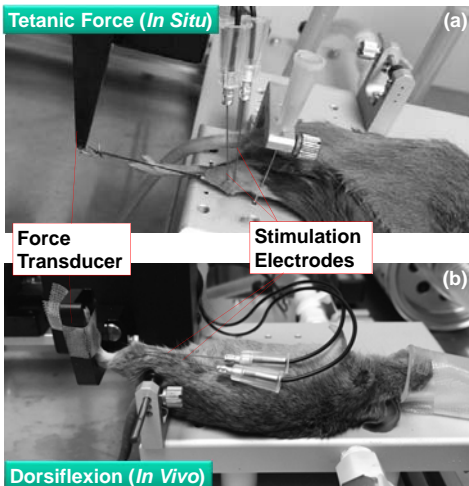 Tetanic Force (In Situ)
(a)
Force
Transducer
Stimulation
Electrodes
(b)
Dorsiflexion (In Vivo)